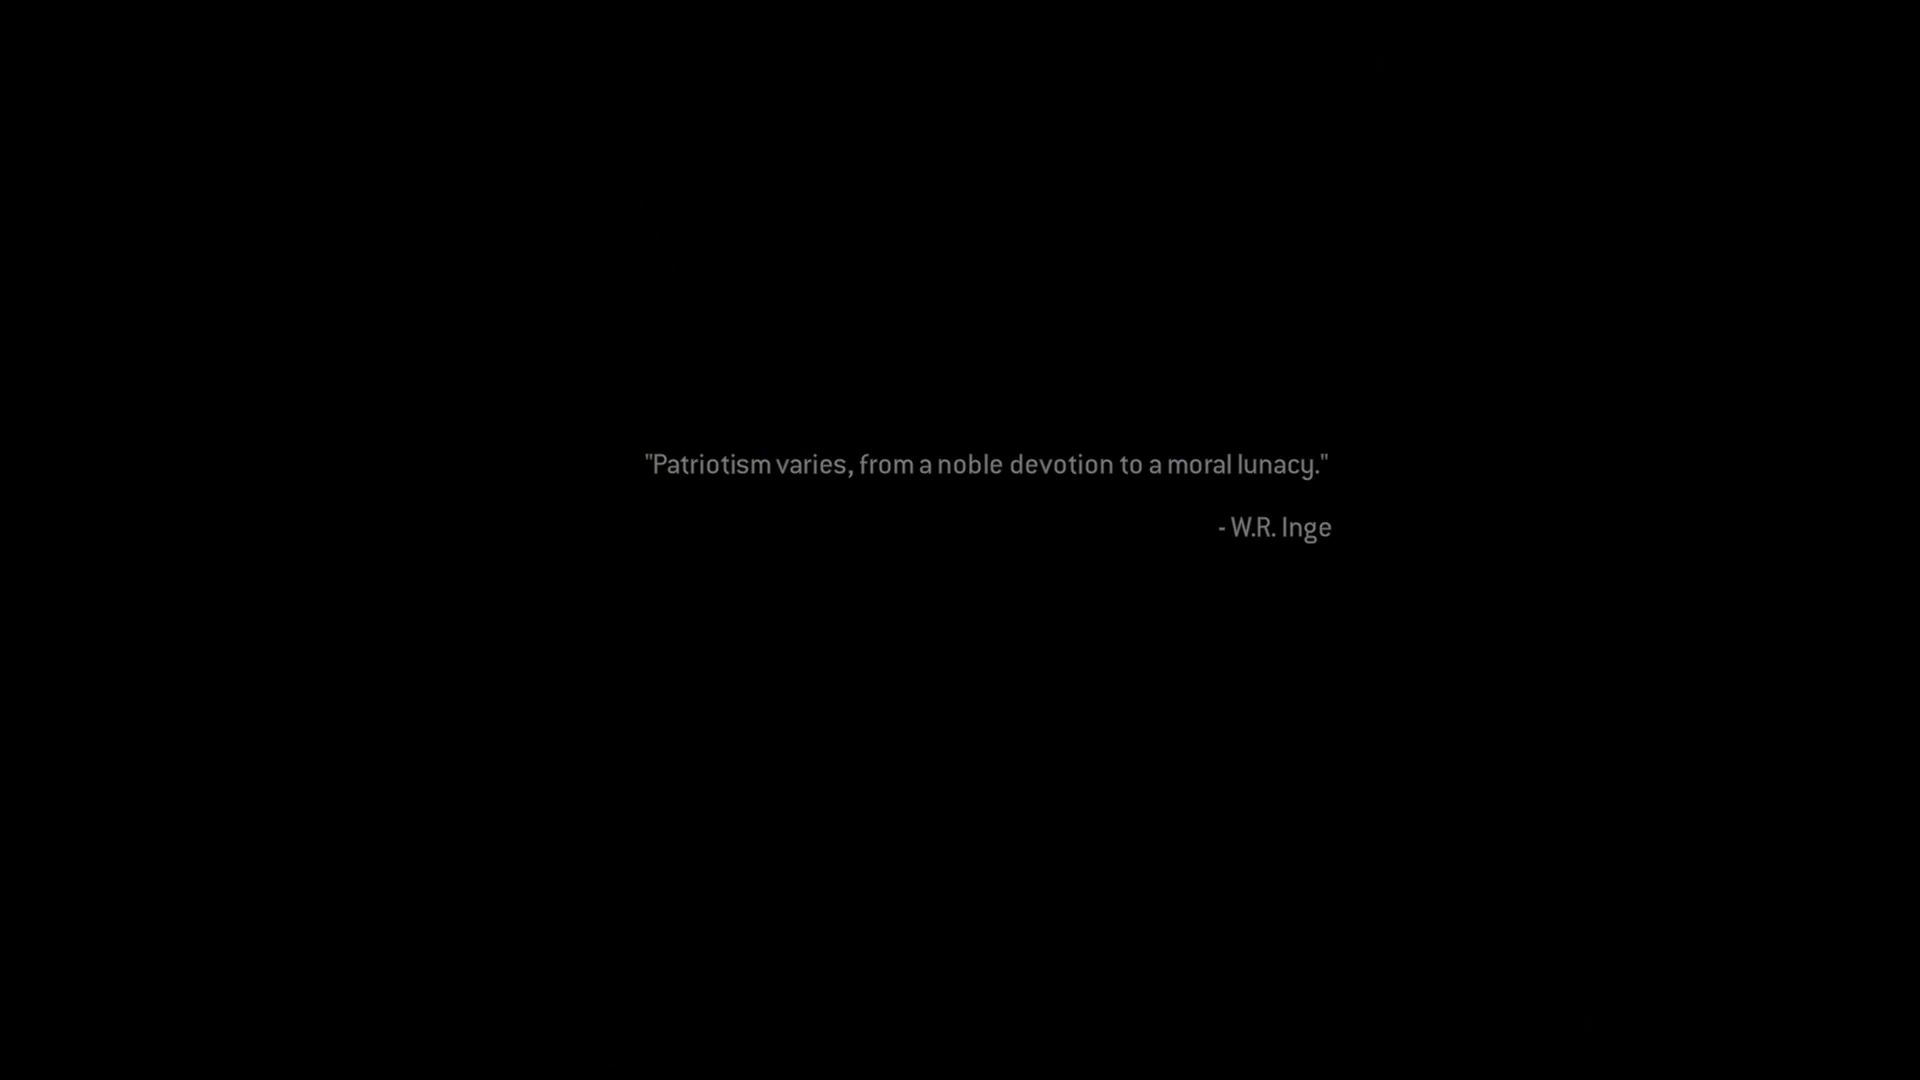 "Patriotism varies, from a noble devotion to a moral lunacy."
- W.R. Inge